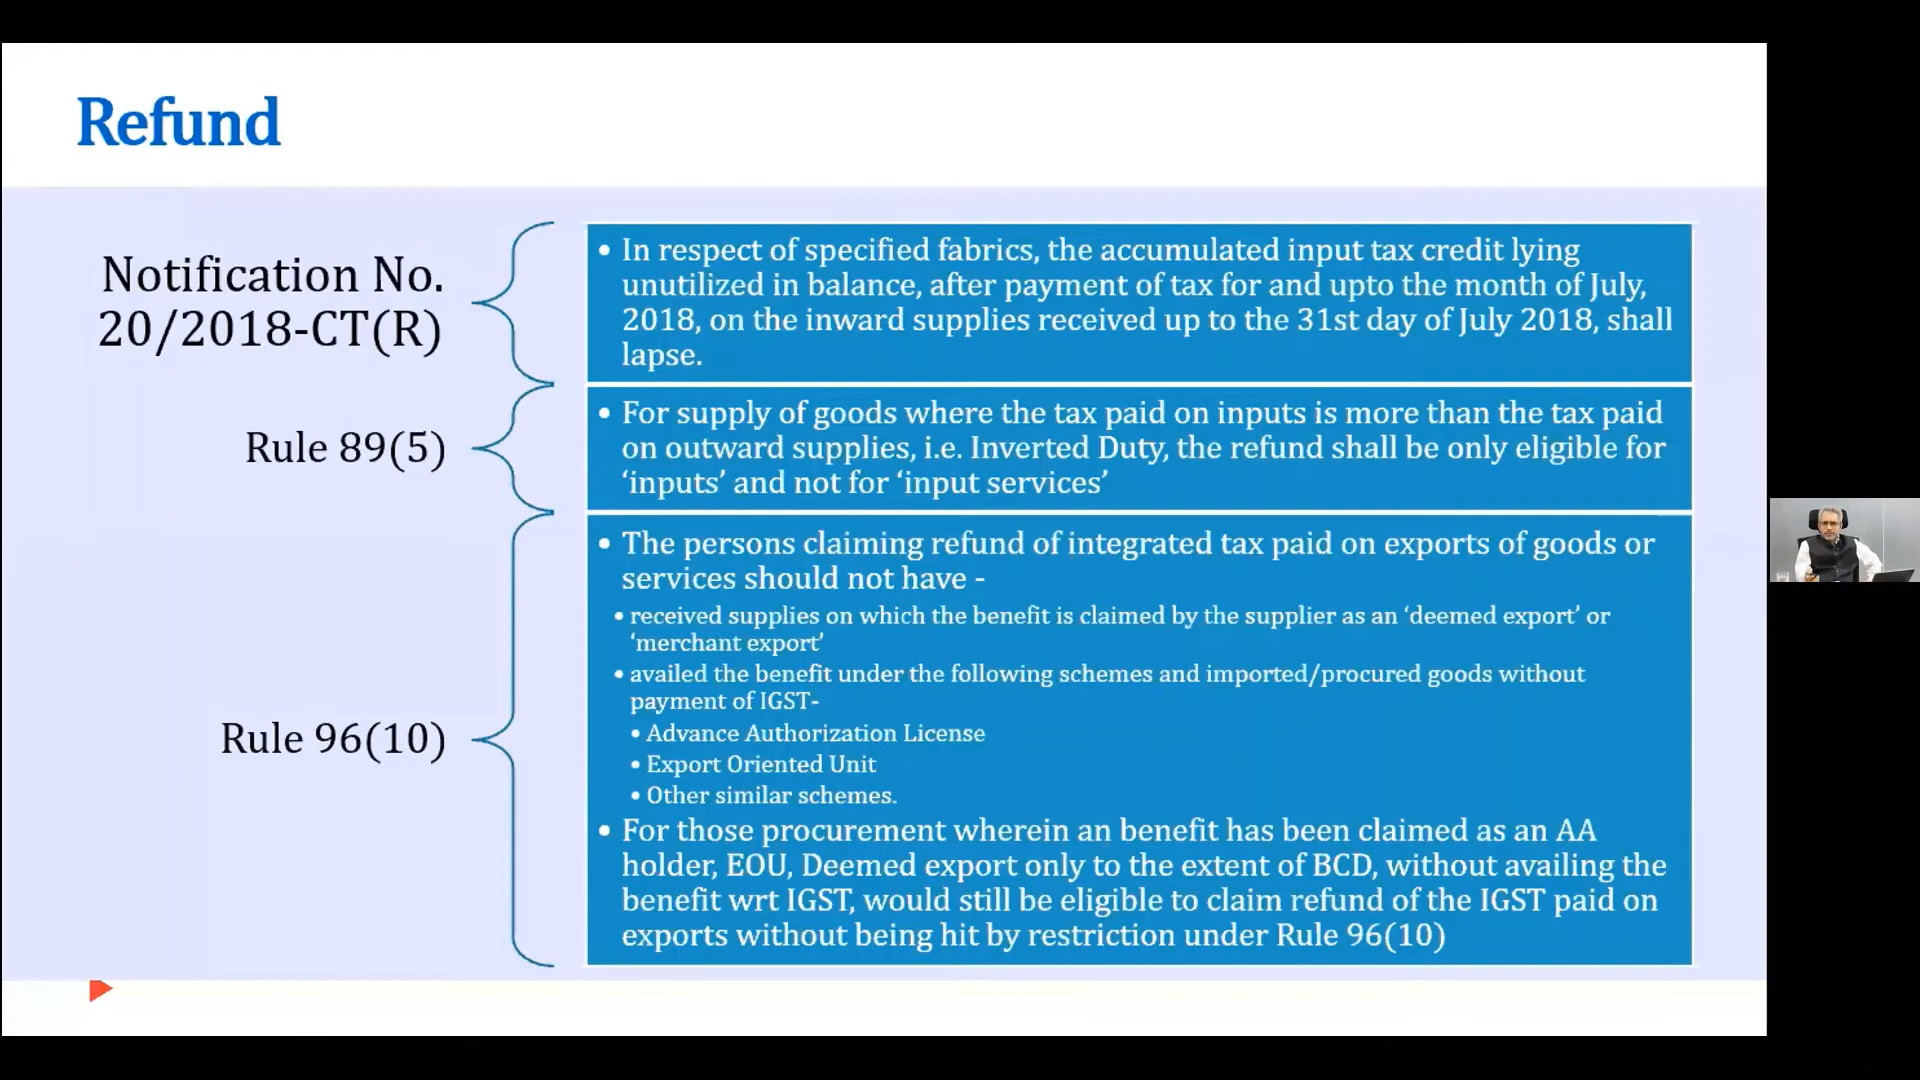 Refund
Notification No.
20/2018-CT(R)
• In respect of specified fabrics, the accumulated input tax credit lying
unutilized in balance, after payment of tax for and upto the month of July,
2018, on the inward supplies received up to the 31st day of July 2018, shall
lapse.
Rule 89(5)
• For supply of goods where the tax paid on inputs is more than the tax paid
on outward supplies, i.e. Inverted Duty, the refund shall be only eligible for
‘inputs’ and not for ‘input services’
Rule 96(10)
• The persons claiming refund of integrated tax paid on exports of goods or
services should not have -
• received supplies on which the benefit is claimed by the supplier as an ‘deemed export’ or
‘merchant export’
• availed the benefit under the following schemes and imported/procured goods without
payment of IGST-
• Advance Authorization License
• Export Oriented Unit
• Other similar schemes.
• For those procurement wherein an benefit has been claimed as an AA
holder, EOU, Deemed export only to the extent of BCD, without availing the
benefit wrt IGST, would still be eligible to claim refund of the IGST paid on
exports without being hit by restriction under Rule 96(10)